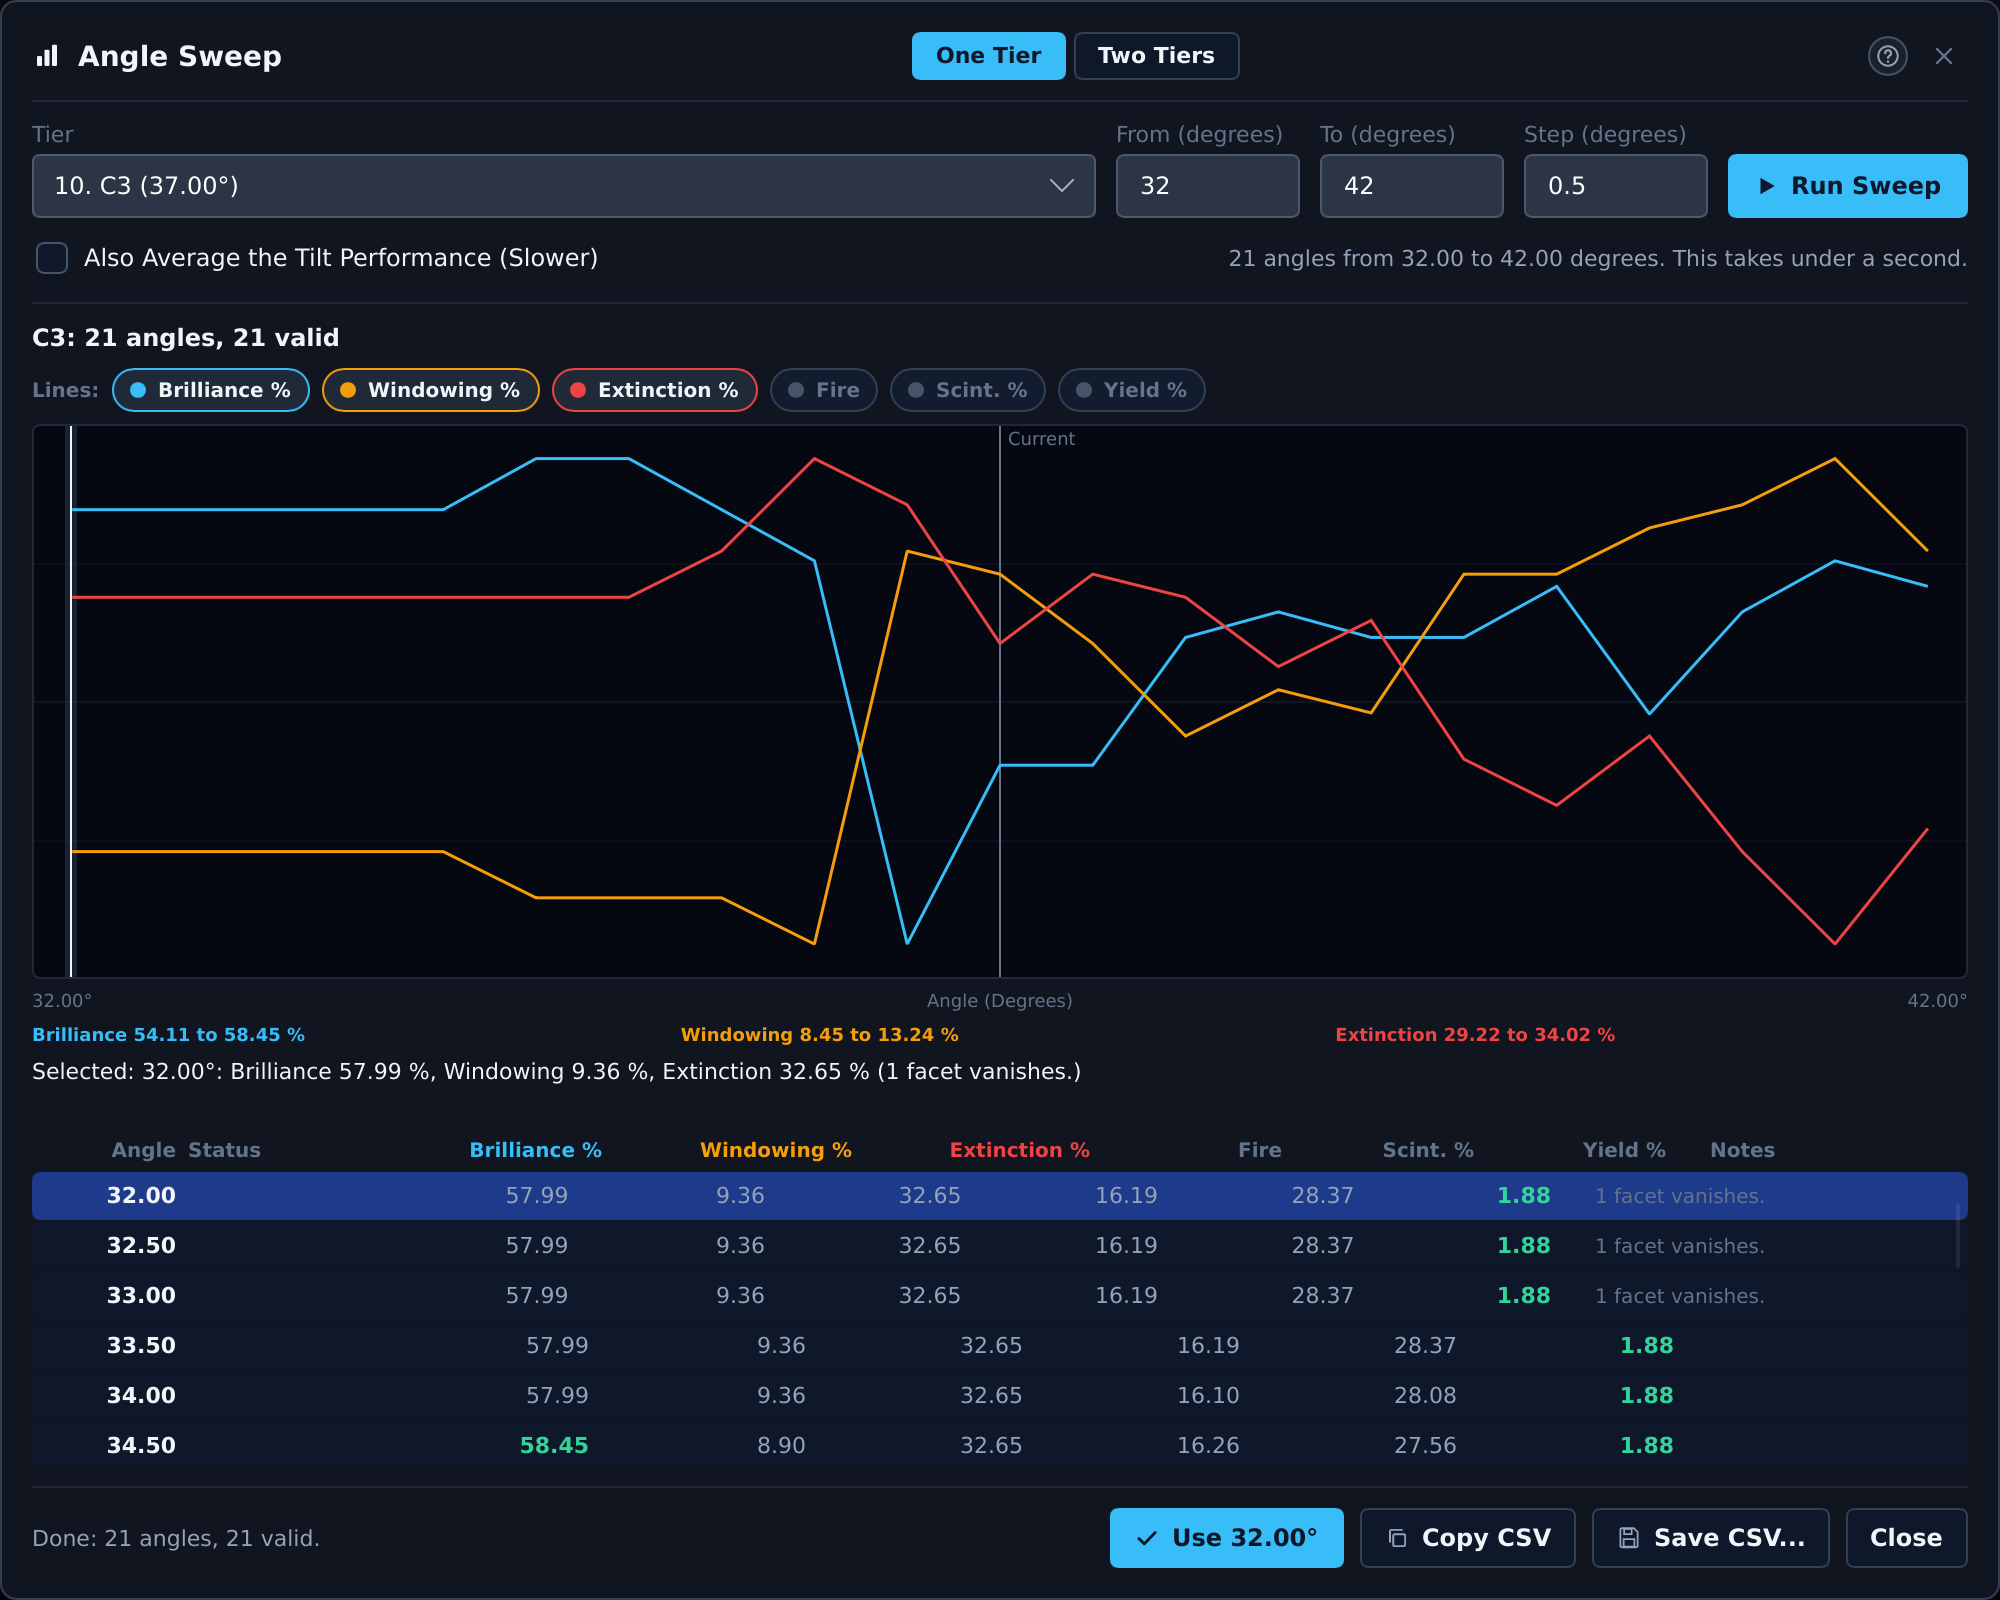 Angle Sweep
One Tier
Two Tiers
Tier
From (degrees)
To (degrees)
Step (degrees)
10. C3 (37.00°)
32
42
0.5
Run Sweep
Also Average the Tilt Performance (Slower)
21 angles from 32.00 to 42.00 degrees. This takes under a second.
C3: 21 angles, 21 valid
Lines: Brilliance % Windowing % Extinction % Fire Scint. % Yield %
Current
32.00° Angle (Degrees) 42.00°
Brilliance 54.11 to 58.45 % Windowing 8.45 to 13.24 % Extinction 29.22 to 34.02 %
Selected: 32.00°: Brilliance 57.99 %, Windowing 9.36 %, Extinction 32.65 % (1 facet vanishes.)
Angle Status Brilliance % Windowing % Extinction % Fire Scint. % Yield % Notes
32.00 57.99 9.36 32.65 16.19 28.37 1.88 1 facet vanishes.
32.50 57.99 9.36 32.65 16.19 28.37 1.88 1 facet vanishes.
33.00 57.99 9.36 32.65 16.19 28.37 1.88 1 facet vanishes.
33.50 57.99 9.36 32.65 16.19 28.37 1.88
34.00 57.99 9.36 32.65 16.10 28.08 1.88
34.50 58.45 8.90 32.65 16.26 27.56 1.88
Done: 21 angles, 21 valid.
Use 32.00°
Copy CSV
Save CSV...
Close